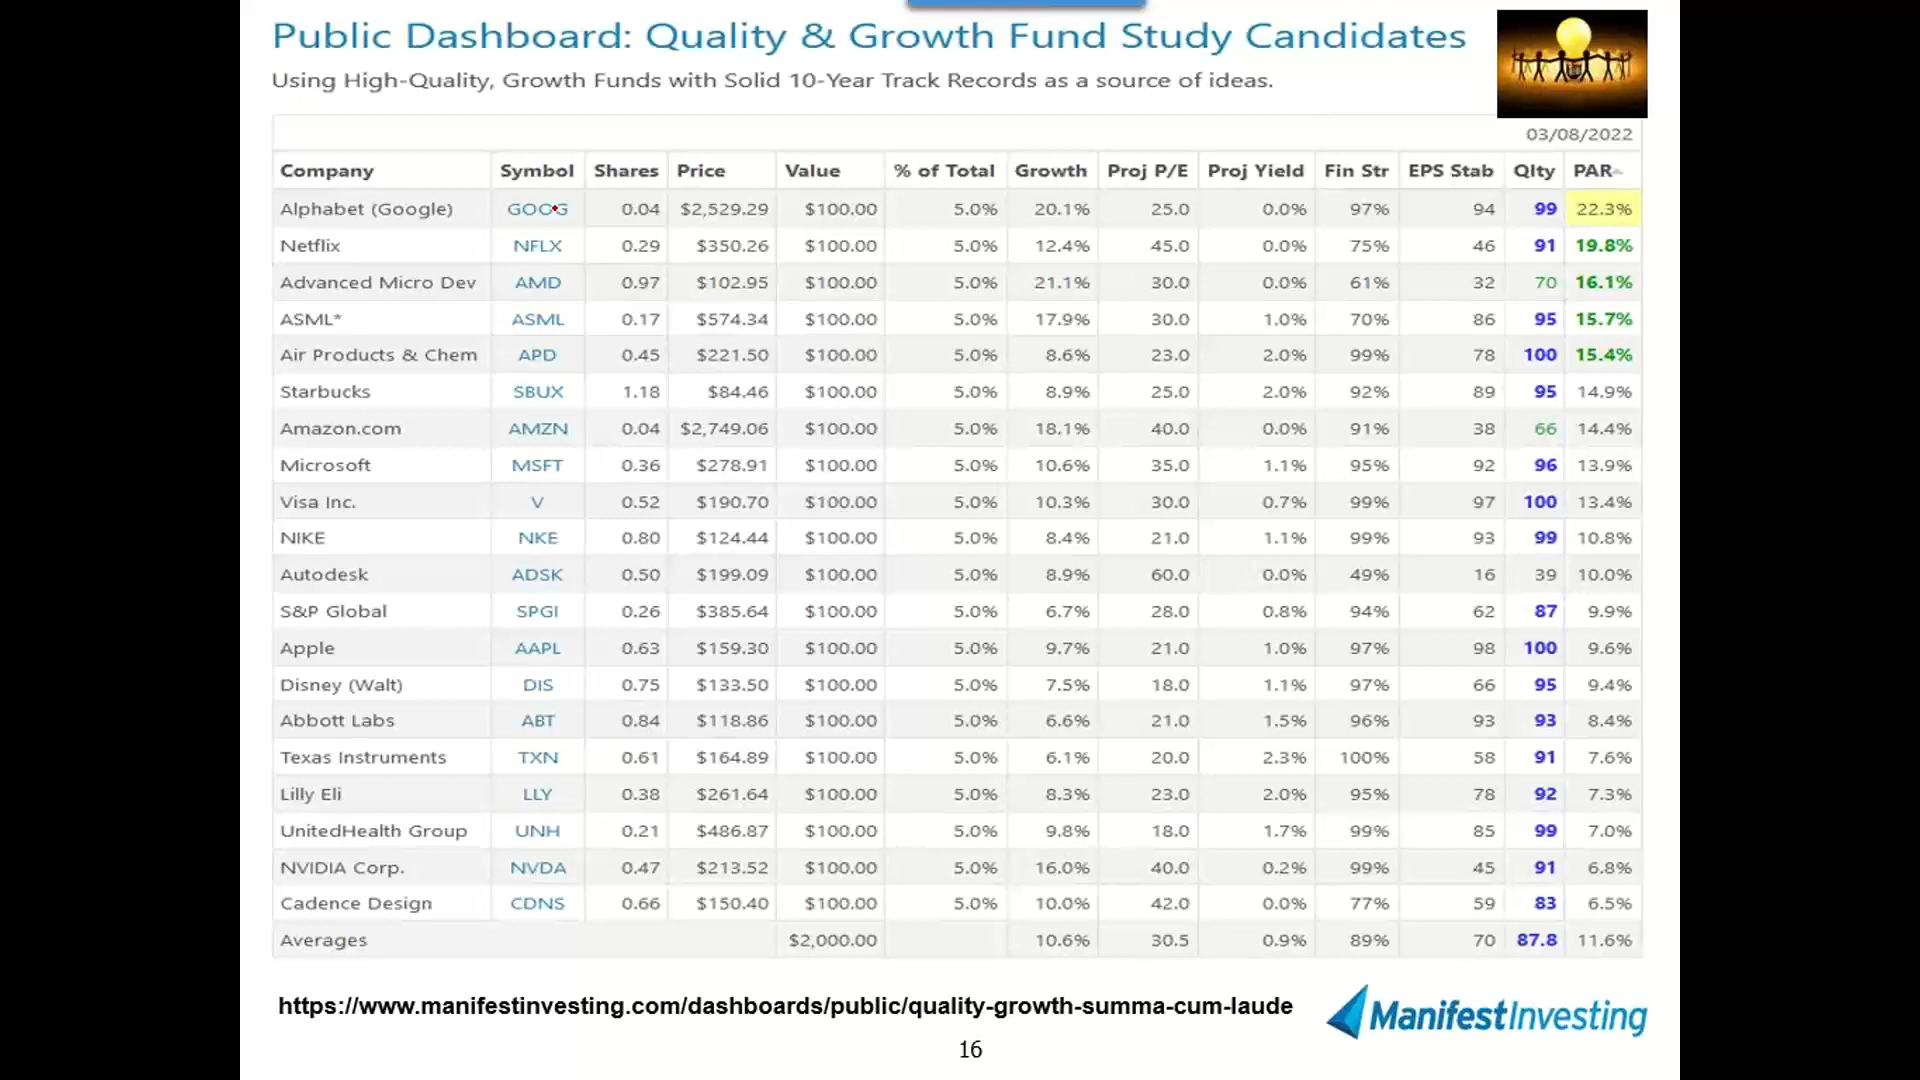 Public Dashboard: Quality & Growth Fund Study Candidates
Using High-Quality, Growth Funds with Solid 10-Year Track Records as a source of ideas.
03/08/2022
Company Symbol Shares Price Value % of Total Growth Proj P/E Proj Yield Fin Str EPS Stab Qlty PAR
Alphabet (Google) GOOG 0.04 $2,529.29 $100.00 5.0% 20.1% 25.0 0.0% 97% 94 99 22.3%
Netflix NFLX 0.29 $350.26 $100.00 5.0% 12.4% 45.0 0.0% 75% 46 91 19.8%
Advanced Micro Dev AMD 0.97 $102.95 $100.00 5.0% 21.1% 30.0 0.0% 61% 32 70 16.1%
ASML* ASML 0.17 $574.34 $100.00 5.0% 17.9% 30.0 1.0% 70% 86 95 15.7%
Air Products & Chem APD 0.45 $221.50 $100.00 5.0% 8.6% 23.0 2.0% 99% 78 100 15.4%
Starbucks SBUX 1.18 $84.46 $100.00 5.0% 8.9% 25.0 2.0% 92% 89 95 14.9%
Amazon.com AMZN 0.04 $2,749.06 $100.00 5.0% 18.1% 40.0 0.0% 91% 38 66 14.4%
Microsoft MSFT 0.36 $278.91 $100.00 5.0% 10.6% 35.0 1.1% 95% 92 96 13.9%
Visa Inc. V 0.52 $190.70 $100.00 5.0% 10.3% 30.0 0.7% 99% 97 100 13.4%
NIKE NKE 0.80 $124.44 $100.00 5.0% 8.4% 21.0 1.1% 99% 93 99 10.8%
Autodesk ADSK 0.50 $199.09 $100.00 5.0% 8.9% 60.0 0.0% 49% 16 39 10.0%
S&P Global SPGI 0.26 $385.64 $100.00 5.0% 6.7% 28.0 0.8% 94% 62 87 9.9%
Apple AAPL 0.63 $159.30 $100.00 5.0% 9.7% 21.0 1.0% 97% 98 100 9.6%
Disney (Walt) DIS 0.75 $133.50 $100.00 5.0% 7.5% 18.0 1.1% 97% 66 95 9.4%
Abbott Labs ABT 0.84 $118.86 $100.00 5.0% 6.6% 21.0 1.5% 96% 93 93 8.4%
Texas Instruments TXN 0.61 $164.89 $100.00 5.0% 6.1% 20.0 2.3% 100% 58 91 7.6%
Lilly Eli LLY 0.38 $261.64 $100.00 5.0% 8.3% 23.0 2.0% 95% 78 92 7.3%
UnitedHealth Group UNH 0.21 $486.87 $100.00 5.0% 9.8% 18.0 1.7% 99% 85 99 7.0%
NVIDIA Corp. NVDA 0.47 $213.52 $100.00 5.0% 16.0% 40.0 0.2% 99% 45 91 6.8%
Cadence Design CDNS 0.66 $150.40 $100.00 5.0% 10.0% 42.0 0.0% 77% 59 83 6.5%
Averages $2,000.00 10.6% 30.5 0.9% 89% 70 87.8 11.6%
https://www.manifestinvesting.com/dashboards/public/quality-growth-summa-cum-laude
ManifestInvesting
16